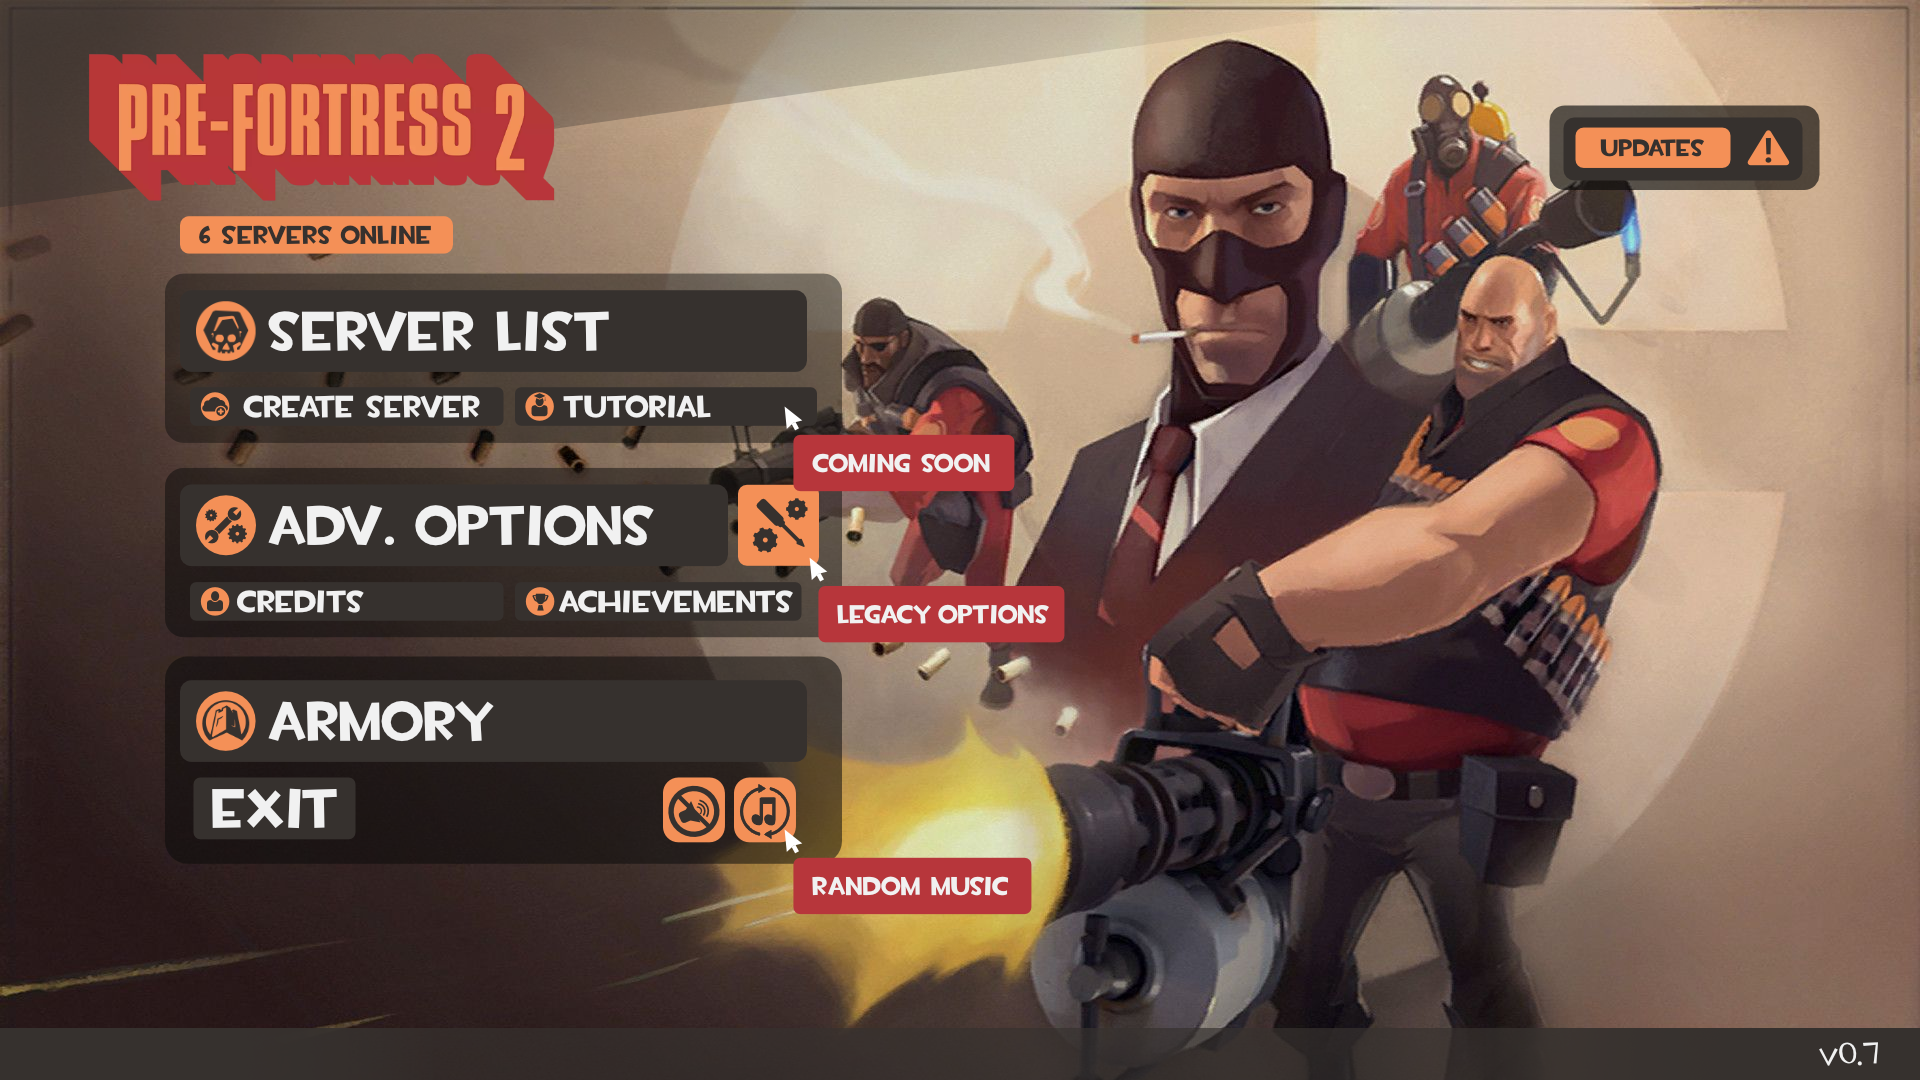 PRE-FORTRESS 2
UPDATES
6 SERVERS ONLINE
SERVER LIST
CREATE SERVER
TUTORIAL
COMING SOON
ADV. OPTIONS
CREDITS
ACHIEVEMENTS
LEGACY OPTIONS
ARMORY
EXIT
RANDOM MUSIC
v0.7